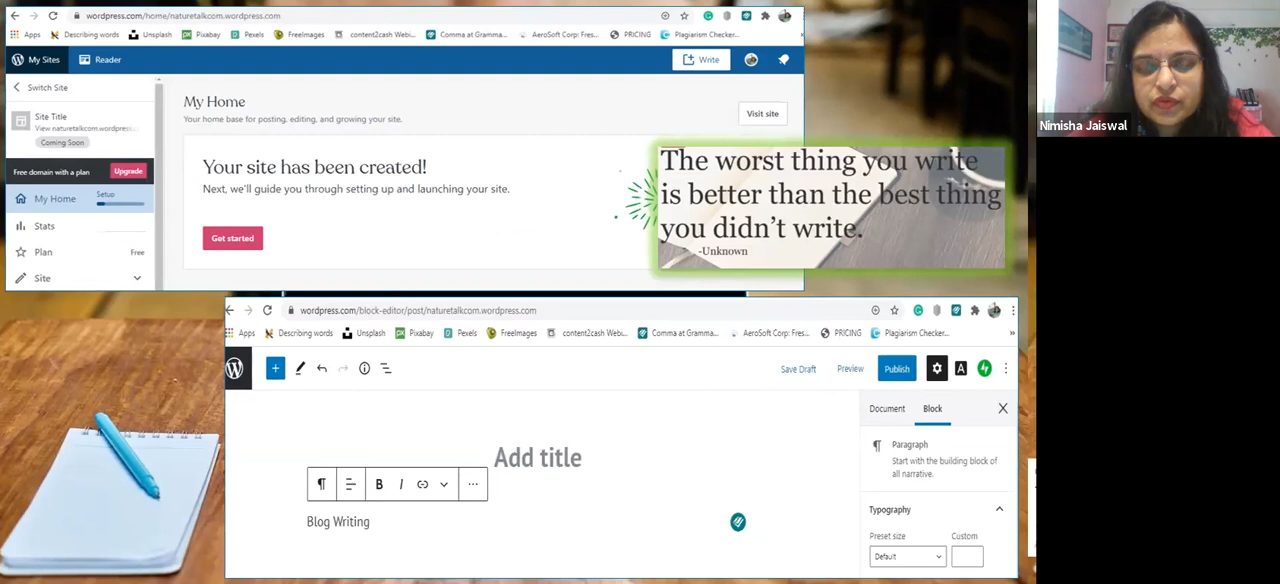 wordpress.com/home/naturetalkcom.wordpress.com
Apps Describing words Unsplash Pixabay Pexels FreeImages content2cash Webi... Comma at Gramma... AeroSoft Corp: Fres... PRICING Plagiarism Checker...
My Sites Reader Write
Switch Site
Site Title
View naturetalkcom.wordpress.
Coming Soon
Free domain with a plan Upgrade
My Home Setup
Stats
Plan Free
Site
My Home
Your home base for posting, editing, and growing your site.
Visit site
Your site has been created!
Next, we'll guide you through setting up and launching your site.
Get started
The worst thing you write
is better than the best thing
you didn't write.
-Unknown
Nimisha Jaiswal
wordpress.com/block-editor/post/naturetalkcom.wordpress.com
Apps Describing words Unsplash Pixabay Pexels FreeImages content2cash Webi... Comma at Gramma... AeroSoft Corp: Fres... PRICING Plagiarism Checker...
Save Draft Preview Publish
Add title
B I
Blog Writing
Document Block
Paragraph
Start with the building block of
all narrative.
Typography
Preset size Custom
Default